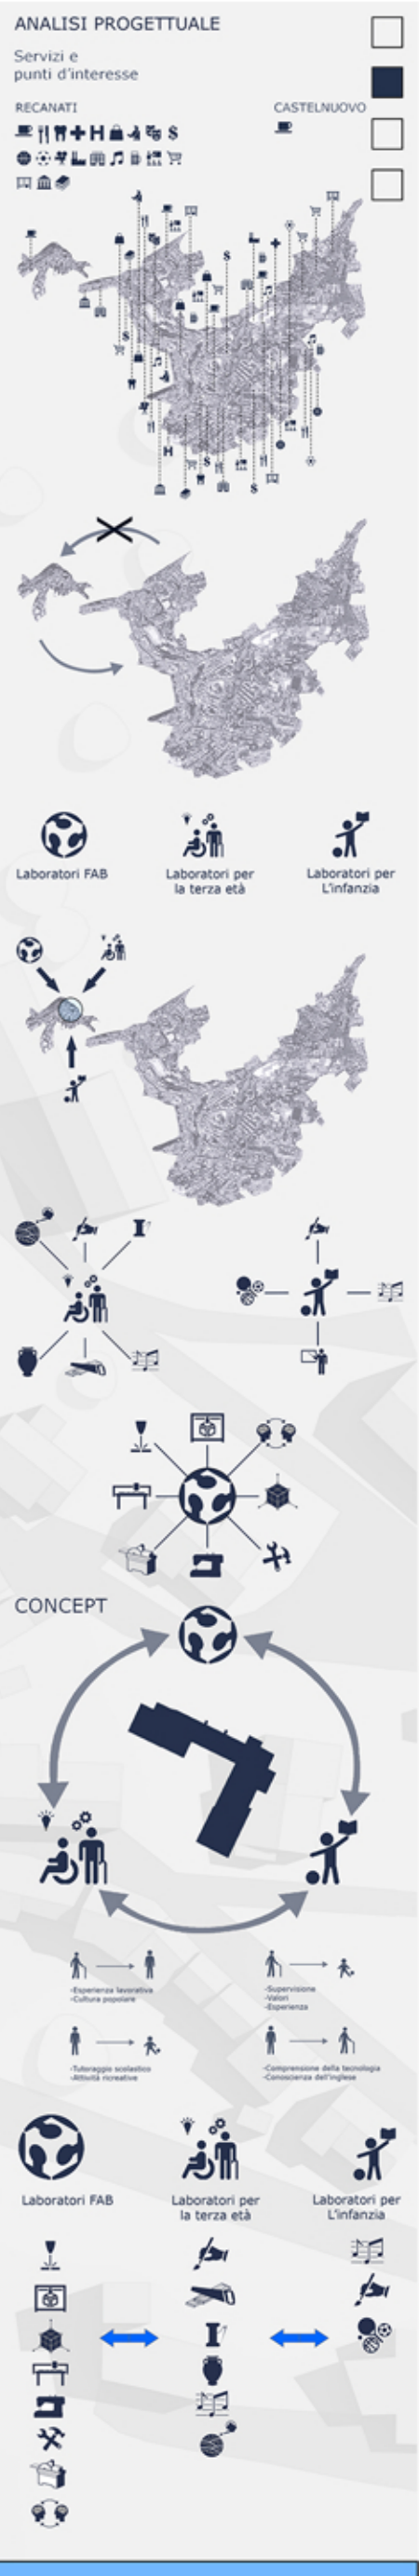 ANALISI PROGETTUALE
Servizi e
punti d'interesse
RECANATI
CASTELNUOVO
Laboratori FAB
Laboratori per
la terza età
Laboratori per
L'infanzia
CONCEPT
-Esperienza lavorativa
-Cultura popolare
-Supervisione
-Valori
-Esperienza
-Tutoraggio scolastico
-Attività ricreative
-Comprensione della tecnologia
-Conoscienza dell'inglese
Laboratori FAB
Laboratori per
la terza età
Laboratori per
L'infanzia